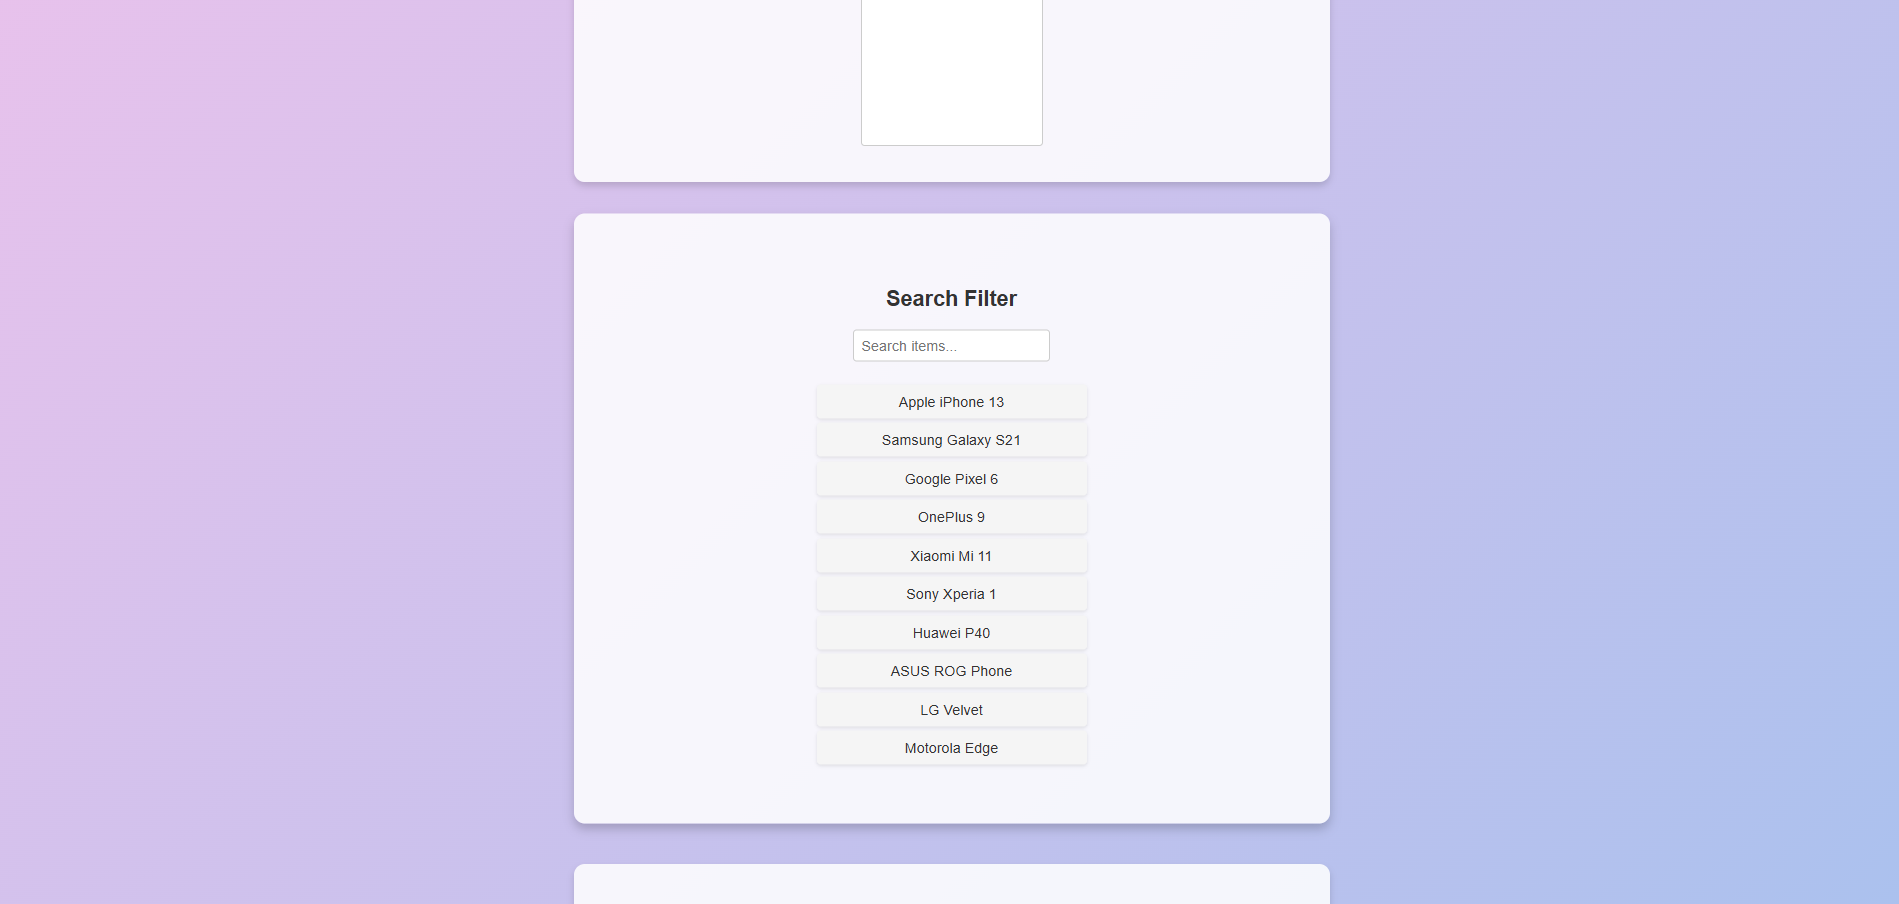 Search Filter
Search items...
Apple iPhone 13
Samsung Galaxy S21
Google Pixel 6
OnePlus 9
Xiaomi Mi 11
Sony Xperia 1
Huawei P40
ASUS ROG Phone
LG Velvet
Motorola Edge